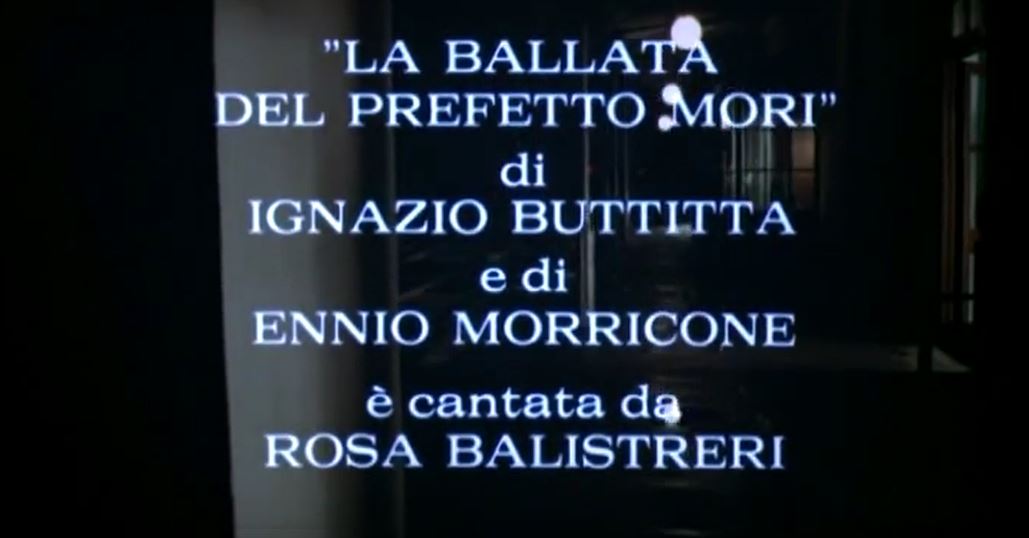 "LA BALLATA
DEL PREFETTO MORI"
di
IGNAZIO BUTTITTA
e di
ENNIO MORRICONE
è cantata da
ROSA BALISTRERI